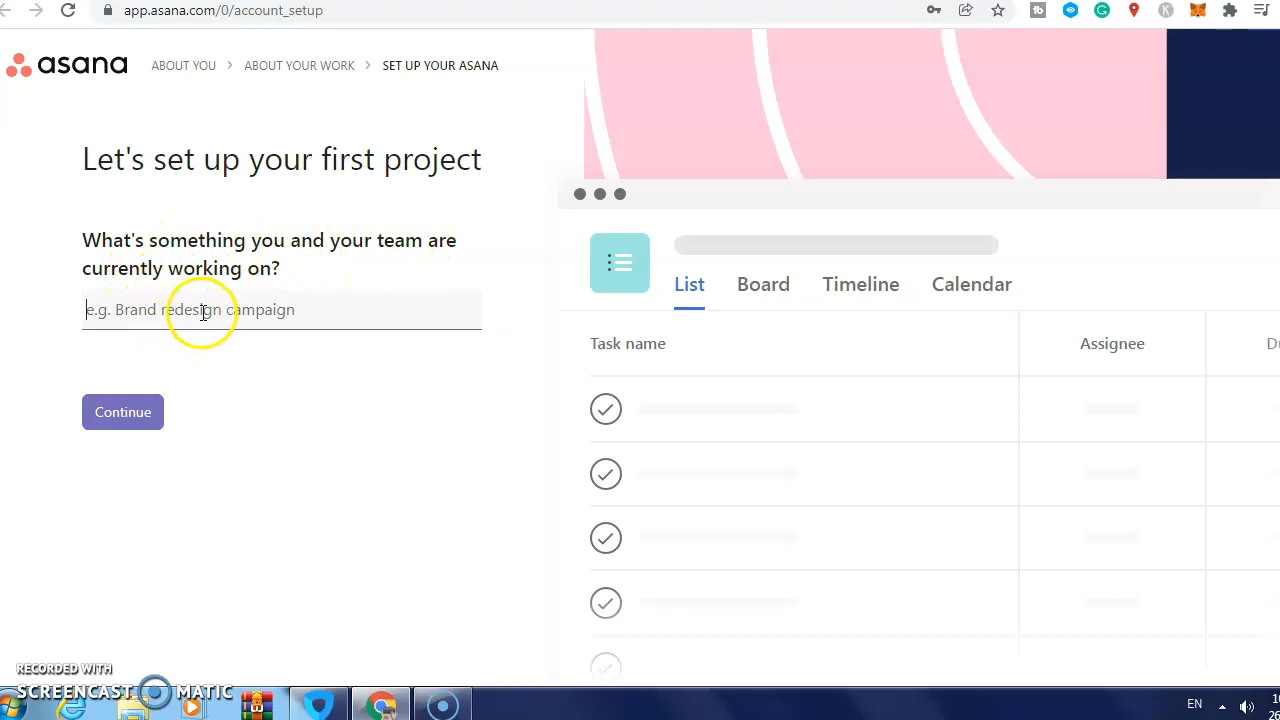 app.asana.com/0/account_setup
asana ABOUT YOU > ABOUT YOUR WORK > SET UP YOUR ASANA
Let's set up your first project
What's something you and your team are
currently working on?
e.g. Brand redesign campaign
Continue
List Board Timeline Calendar
Task name Assignee
RECORDED WITH
SCREENCAST MATIC
EN